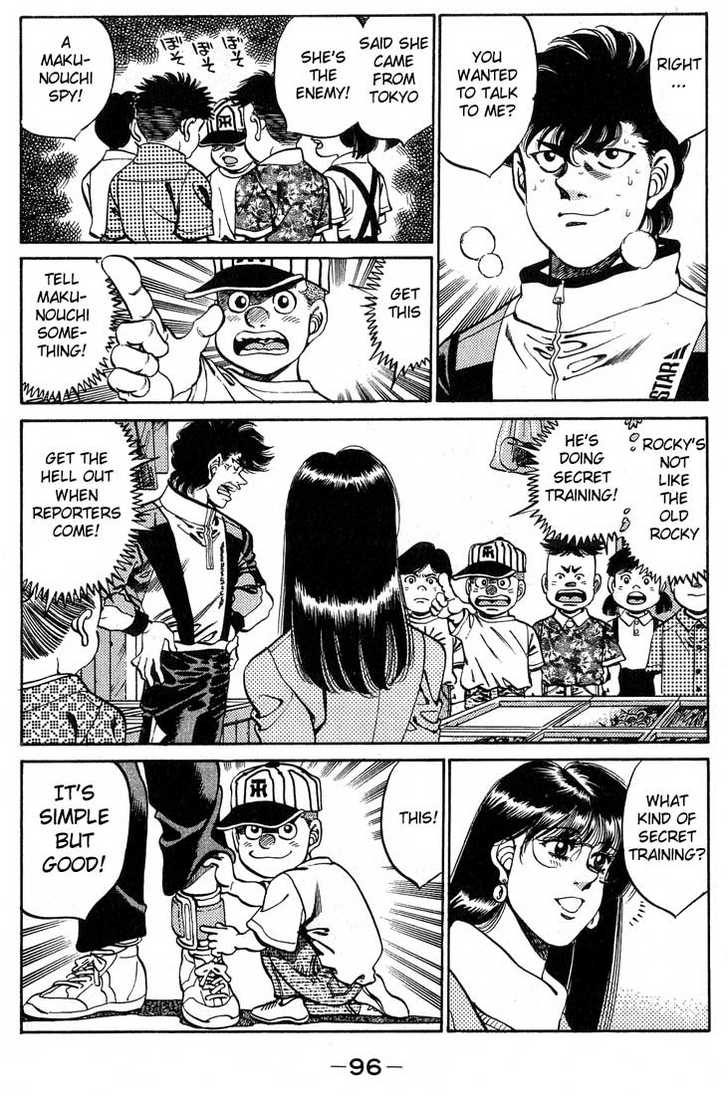 RIGHT
...
YOU
WANTED
TO TALK
TO ME?
SAID SHE
CAME
FROM
TOKYO
SHE'S
THE
ENEMY!
ぼそ
ぼそ
ぼそ
A
MAKU-
NOUCHI
SPY!
STAR
GET
THIS
TELL
MAKU-
NOUCHI
SOME-
THING!
ROCKY'S
NOT
LIKE
THE
OLD
ROCKY
HE'S
DOING
SECRET
TRAINING!
GET THE
HELL OUT
WHEN
REPORTERS
COME!
WHAT
KIND OF
SECRET
TRAINING?
THIS!
IT'S
SIMPLE
BUT
GOOD!
-96-